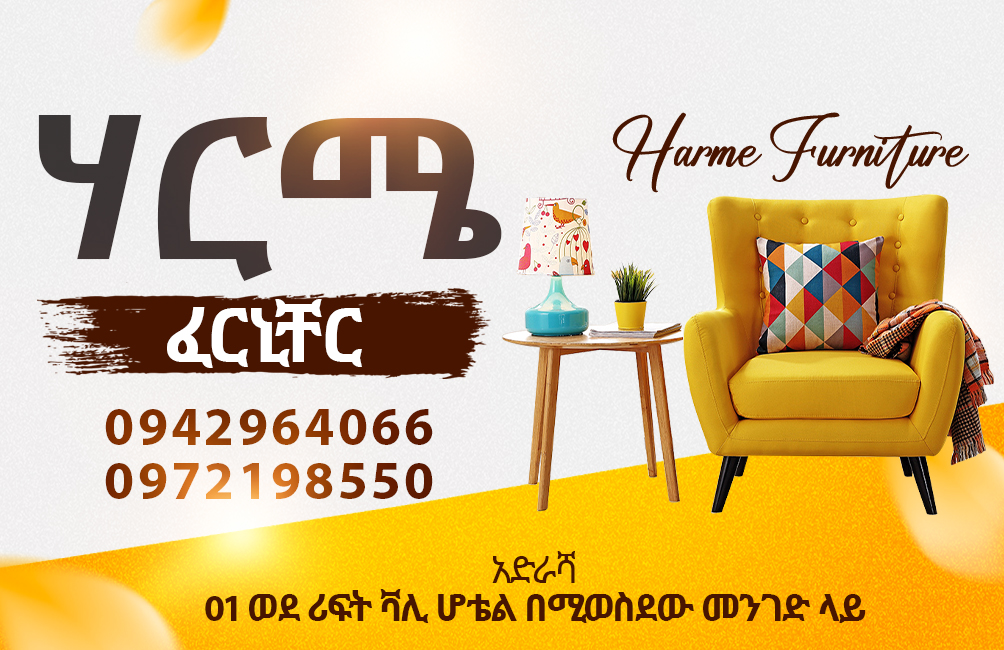 ሃርሜ
Harme Furniture
ፈርኒቸር
0942964066
0972198550
አድራሻ
01 ወደ ሪፍት ቫሊ ሆቴል በሚወስደው መንገድ ላይ